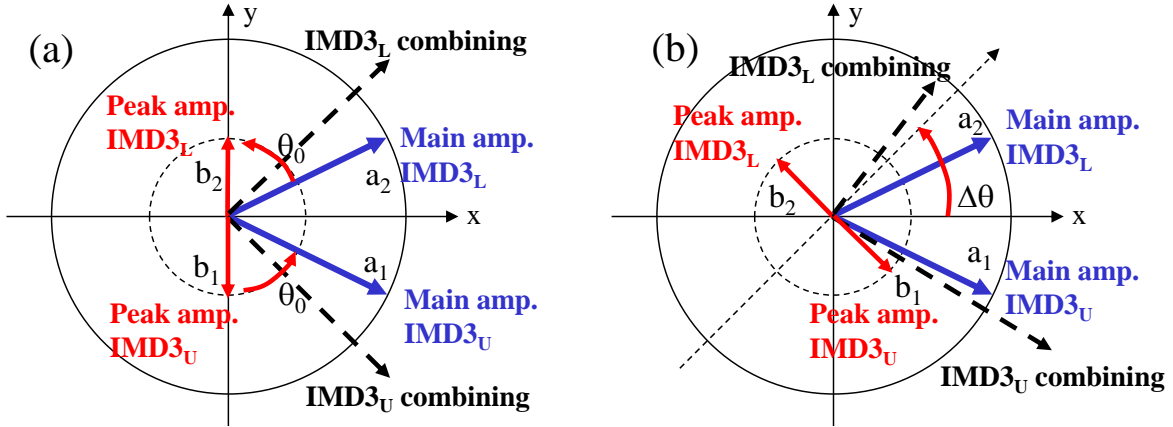 (a)
y
IMD3L combining
Peak amp.
IMD3L
θ0
Main amp.
IMD3L
b2
a2
x
b1
a1
θ0
Peak amp.
IMD3U
Main amp.
IMD3U
IMD3U combining
(b)
y
IMD3L combining
Peak amp.
IMD3L
a2
Main amp.
IMD3L
b2
Δθ
x
b1
a1
Main amp.
IMD3U
Peak amp.
IMD3U
IMD3U combining